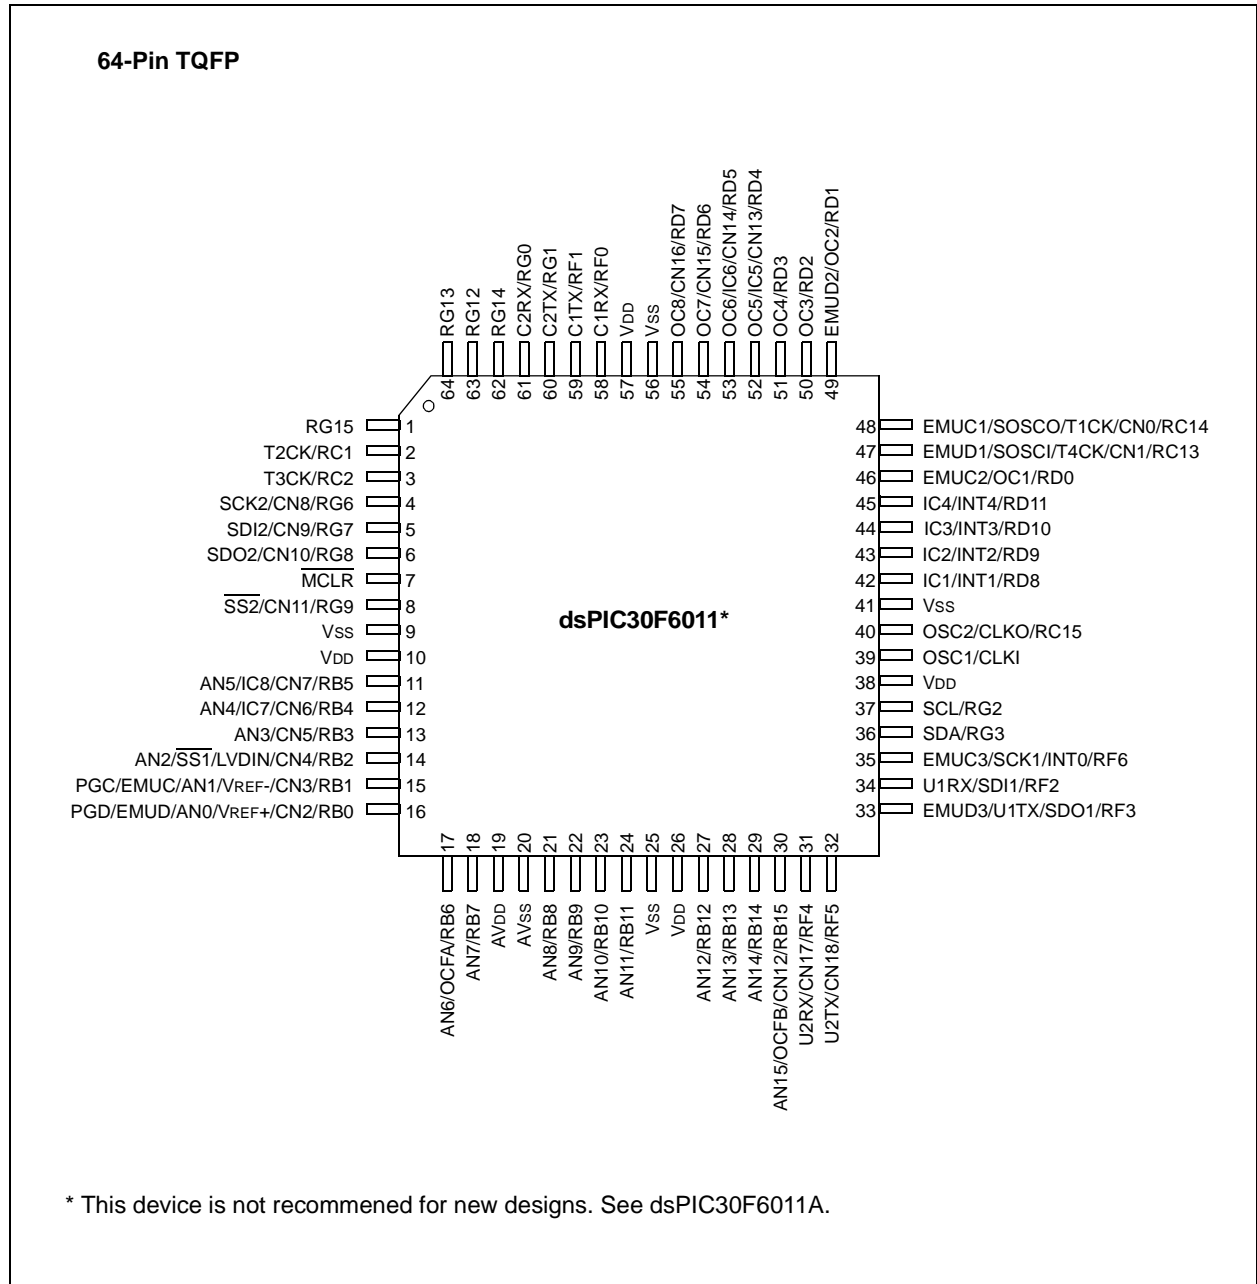 64-Pin TQFP
RG13
RG12
RG14
C2RX/RG0
C2TX/RG1
C1TX/RF1
C1RX/RF0
VDD
VSS
OC8/CN16/RD7
OC7/CN15/RD6
OC6/IC6/CN14/RD5
OC5/IC5/CN13/RD4
OC4/RD3
OC3/RD2
EMUD2/OC2/RD1
64 63 62 61 60 59 58 57 56 55 54 53 52 51 50 49
RG15 1
T2CK/RC1 2
T3CK/RC2 3
SCK2/CN8/RG6 4
SDI2/CN9/RG7 5
SDO2/CN10/RG8 6
MCLR 7
SS2/CN11/RG9 8
VSS 9
VDD 10
AN5/IC8/CN7/RB5 11
AN4/IC7/CN6/RB4 12
AN3/CN5/RB3 13
AN2/SS1/LVDIN/CN4/RB2 14
PGC/EMUC/AN1/VREF-/CN3/RB1 15
PGD/EMUD/AN0/VREF+/CN2/RB0 16
dsPIC30F6011*
48 EMUC1/SOSCO/T1CK/CN0/RC14
47 EMUD1/SOSCI/T4CK/CN1/RC13
46 EMUC2/OC1/RD0
45 IC4/INT4/RD11
44 IC3/INT3/RD10
43 IC2/INT2/RD9
42 IC1/INT1/RD8
41 VSS
40 OSC2/CLKO/RC15
39 OSC1/CLKI
38 VDD
37 SCL/RG2
36 SDA/RG3
35 EMUC3/SCK1/INT0/RF6
34 U1RX/SDI1/RF2
33 EMUD3/U1TX/SDO1/RF3
17 18 19 20 21 22 23 24 25 26 27 28 29 30 31 32
AN6/OCFA/RB6
AN7/RB7
AVDD
AVSS
AN8/RB8
AN9/RB9
AN10/RB10
AN11/RB11
VSS
VDD
AN12/RB12
AN13/RB13
AN14/RB14
AN15/OCFB/CN12/RB15
U2RX/CN17/RF4
U2TX/CN18/RF5
* This device is not recommened for new designs. See dsPIC30F6011A.